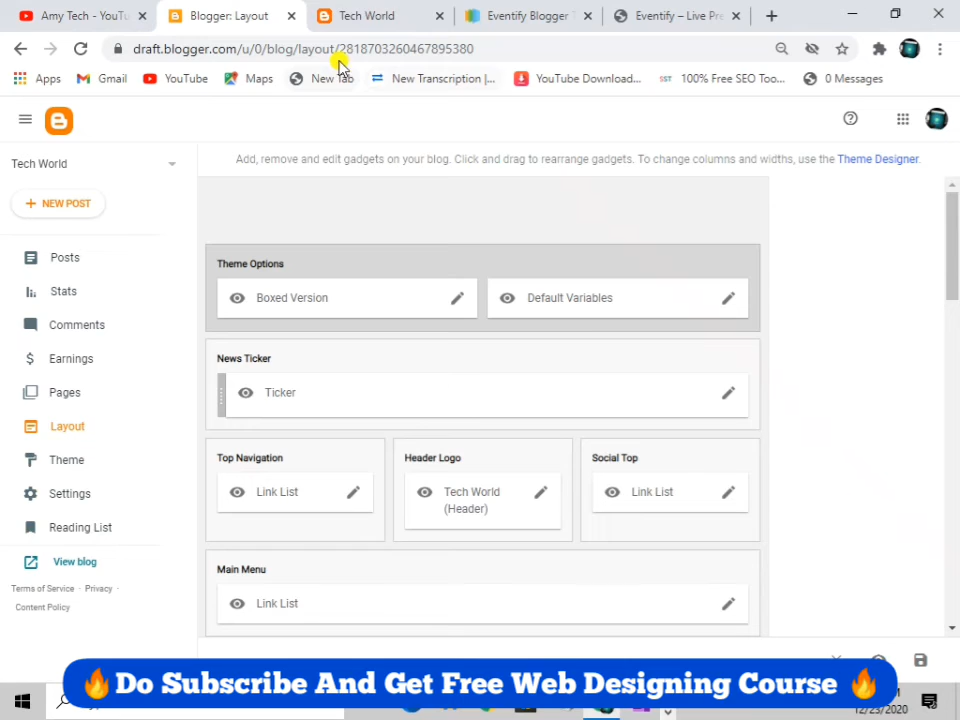 Amy Tech - YouTu
Blogger: Layout
Tech World
Eventify Blogger T
Eventify – Live Pre
draft.blogger.com/u/0/blog/layout/2818703260467895380
Apps
Gmail
YouTube
Maps
New Tab
New Transcription |...
YouTube Download...
SST
100% Free SEO Too...
0 Messages
Tech World
Add, remove and edit gadgets on your blog. Click and drag to rearrange gadgets. To change columns and widths, use the Theme Designer.
+ NEW POST
Posts
Stats
Comments
Earnings
Pages
Layout
Theme
Settings
Reading List
View blog
Terms of Service · Privacy ·
Content Policy
Theme Options
Boxed Version
Default Variables
News Ticker
Ticker
Top Navigation
Link List
Header Logo
Tech World
(Header)
Social Top
Link List
Main Menu
Link List
🔥Do Subscribe And Get Free Web Designing Course 🔥
12/23/2020